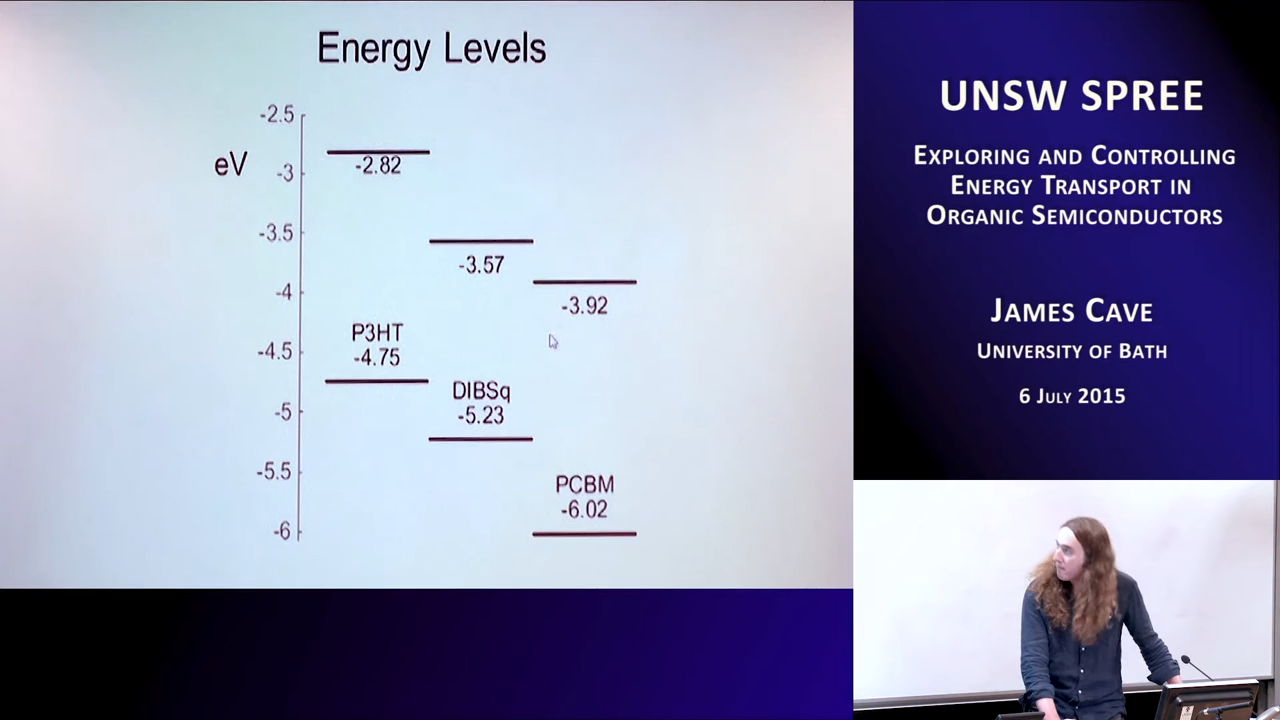 Energy Levels
eV
-2.5
-3
-3.5
-4
-4.5
-5
-5.5
-6
-2.82
P3HT
-4.75
-3.57
DIBSq
-5.23
-3.92
PCBM
-6.02
UNSW SPREE
EXPLORING AND CONTROLLING
ENERGY TRANSPORT IN
ORGANIC SEMICONDUCTORS
JAMES CAVE
UNIVERSITY OF BATH
6 JULY 2015